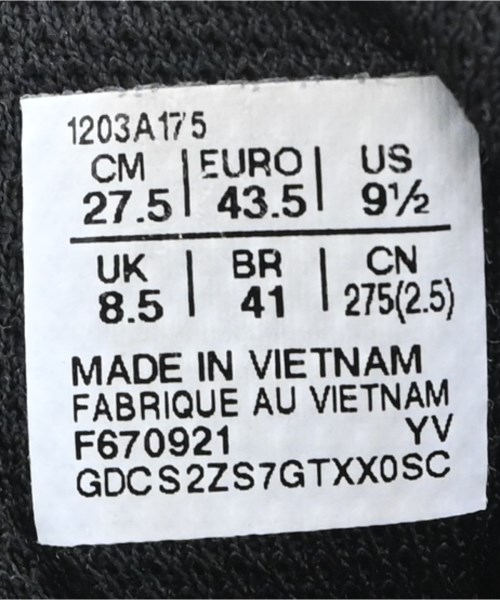 1203A175
CM | EURO | US
27.5 | 43.5 | 9½
UK | BR | CN
8.5 | 41 | 275(2.5)
MADE IN VIETNAM
FABRIQUE AU VIETNAM
F670921 YV
GDCS2ZS7GTXX0SC